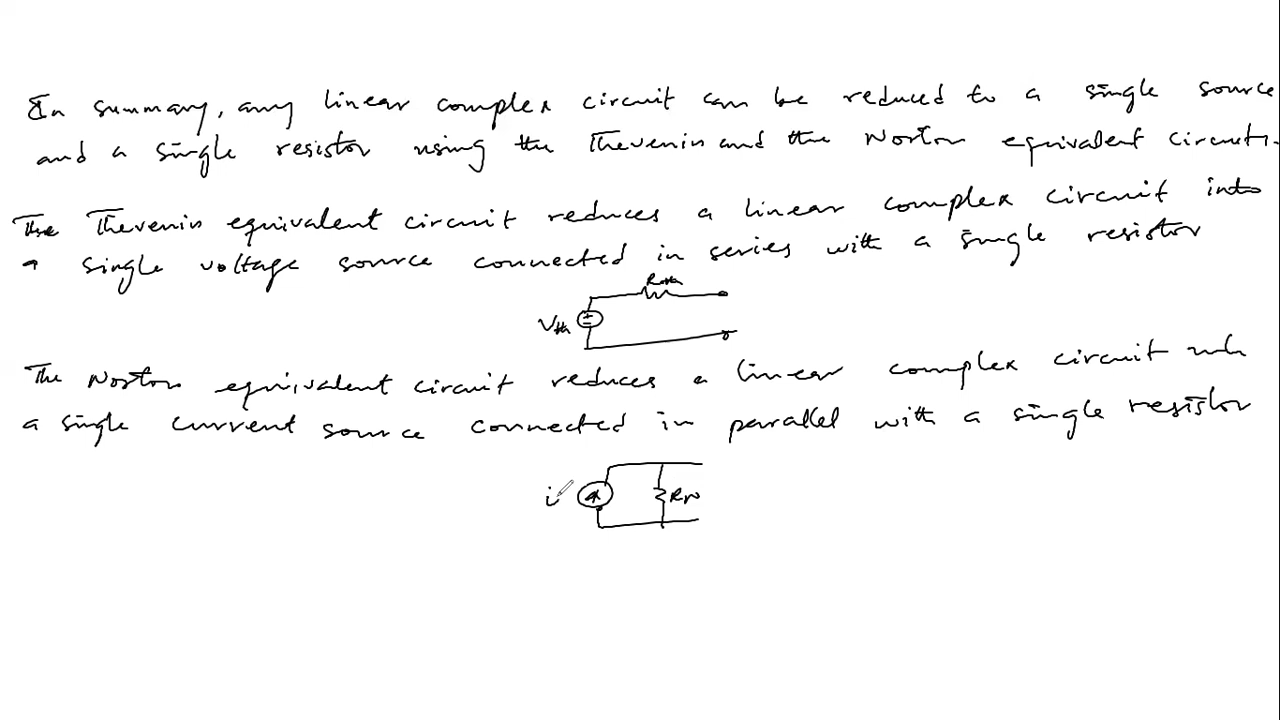 In summary, any linear complex circuit can be reduced to a single source
and a single resistor using the Thevenin and the Norton equivalent circuits.
The Thevenin equivalent circuit reduces a linear complex circuit into
a single voltage source connected in series with a single resistor
Rth
Vth
The Norton equivalent circuit reduces a linear complex circuit
a single current source connected in parallel with a single resistor
i
RN